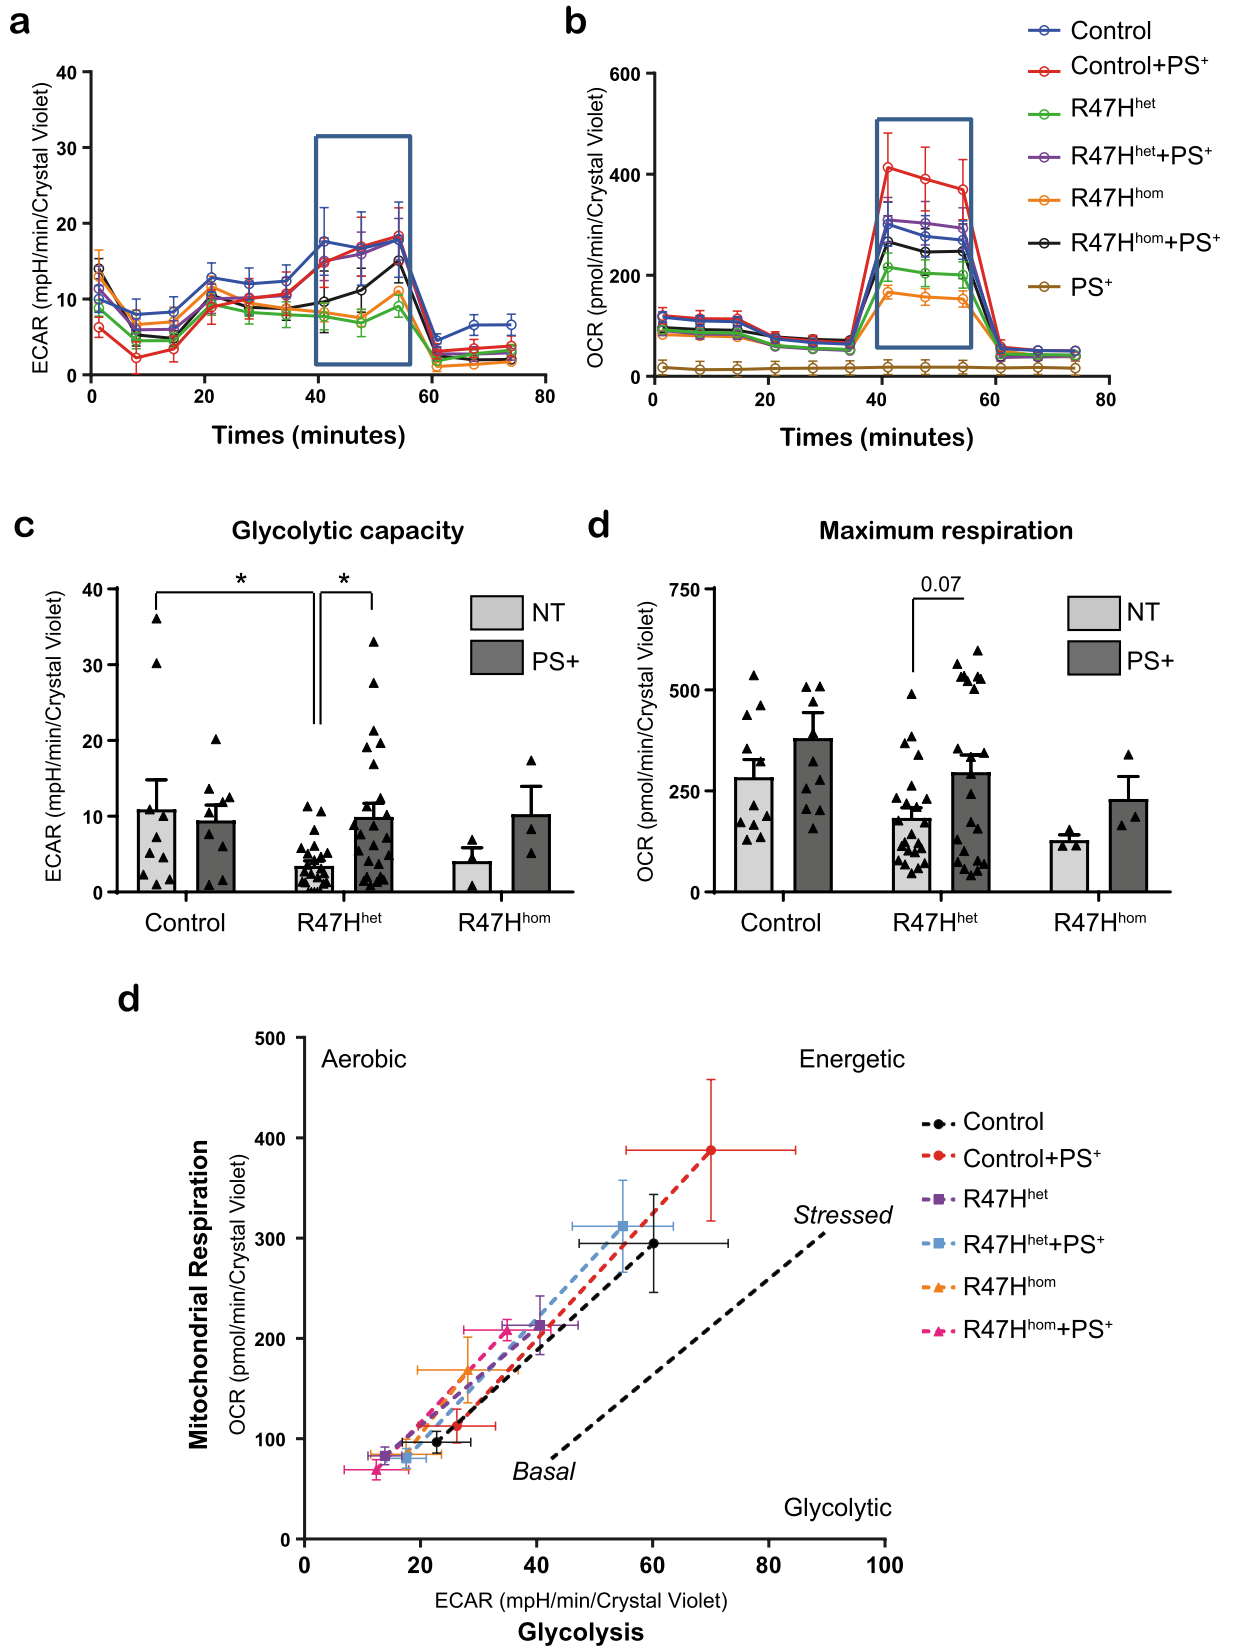 a
ECAR (mpH/min/Crystal Violet)
40
30
20
10
0
0 20 40 60 80
Times (minutes)
b
OCR (pmol/min/Crystal Violet)
600
400
200
0
0 20 40 60 80
Times (minutes)
Control
Control+PS⁺
R47Hʰᵉᵗ
R47Hʰᵉᵗ+PS⁺
R47Hʰᵒᵐ
R47Hʰᵒᵐ+PS⁺
PS⁺
c
Glycolytic capacity
ECAR (mpH/min/Crystal Violet)
40
30
20
10
0
* *
NT
PS+
Control R47Hʰᵉᵗ R47Hʰᵒᵐ
d
Maximum respiration
OCR (pmol/min/Crystal Violet)
750
500
250
0
0.07
NT
PS+
Control R47Hʰᵉᵗ R47Hʰᵒᵐ
d
Mitochondrial Respiration
OCR (pmol/min/Crystal Violet)
500
400
300
200
100
0
Aerobic Energetic
Stressed
Basal
Glycolytic
0 20 40 60 80 100
ECAR (mpH/min/Crystal Violet)
Glycolysis
Control
Control+PS⁺
R47Hʰᵉᵗ
R47Hʰᵉᵗ+PS⁺
R47Hʰᵒᵐ
R47Hʰᵒᵐ+PS⁺